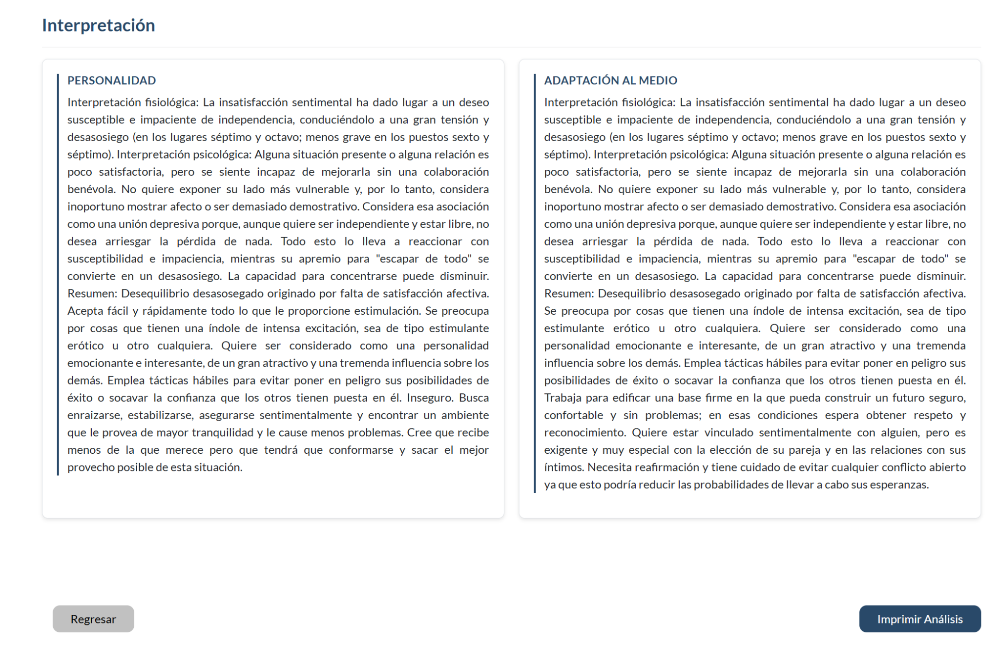 Interpretación
PERSONALIDAD
Interpretación fisiológica: La insatisfacción sentimental ha dado lugar a un deseo
susceptible e impaciente de independencia, conduciéndolo a una gran tensión y
desasosiego (en los lugares séptimo y octavo; menos grave en los puestos sexto y
séptimo). Interpretación psicológica: Alguna situación presente o alguna relación es
poco satisfactoria, pero se siente incapaz de mejorarla sin una colaboración
benévola. No quiere exponer su lado más vulnerable y, por lo tanto, considera
inoportuno mostrar afecto o ser demasiado demostrativo. Considera esa asociación
como una unión depresiva porque, aunque quiere ser independiente y estar libre, no
desea arriesgar la pérdida de nada. Todo esto lo lleva a reaccionar con
susceptibilidad e impaciencia, mientras su apremio para "escapar de todo" se
convierte en un desasosiego. La capacidad para concentrarse puede disminuir.
Resumen: Desequilibrio desasosegado originado por falta de satisfacción afectiva.
Acepta fácil y rápidamente todo lo que le proporcione estimulación. Se preocupa
por cosas que tienen una índole de intensa excitación, sea de tipo estimulante
erótico u otro cualquiera. Quiere ser considerado como una personalidad
emocionante e interesante, de un gran atractivo y una tremenda influencia sobre los
demás. Emplea tácticas hábiles para evitar poner en peligro sus posibilidades de
éxito o socavar la confianza que los otros tienen puesta en él. Inseguro. Busca
enraizarse, estabilizarse, asegurarse sentimentalmente y encontrar un ambiente
que le provea de mayor tranquilidad y le cause menos problemas. Cree que recibe
menos de la que merece pero que tendrá que conformarse y sacar el mejor
provecho posible de esta situación.
ADAPTACIÓN AL MEDIO
Interpretación fisiológica: La insatisfacción sentimental ha dado lugar a un deseo
susceptible e impaciente de independencia, conduciéndolo a una gran tensión y
desasosiego (en los lugares séptimo y octavo; menos grave en los puestos sexto y
séptimo). Interpretación psicológica: Alguna situación presente o alguna relación es
poco satisfactoria, pero se siente incapaz de mejorarla sin una colaboración
benévola. No quiere exponer su lado más vulnerable y, por lo tanto, considera
inoportuno mostrar afecto o ser demasiado demostrativo. Considera esa asociación
como una unión depresiva porque, aunque quiere ser independiente y estar libre, no
desea arriesgar la pérdida de nada. Todo esto lo lleva a reaccionar con
susceptibilidad e impaciencia, mientras su apremio para "escapar de todo" se
convierte en un desasosiego. La capacidad para concentrarse puede disminuir.
Resumen: Desequilibrio desasosegado originado por falta de satisfacción afectiva.
Se preocupa por cosas que tienen una índole de intensa excitación, sea de tipo
estimulante erótico u otro cualquiera. Quiere ser considerado como una
personalidad emocionante e interesante, de un gran atractivo y una tremenda
influencia sobre los demás. Emplea tácticas hábiles para evitar poner en peligro sus
posibilidades de éxito o socavar la confianza que los otros tienen puesta en él.
Trabaja para edificar una base firme en la que pueda construir un futuro seguro,
confortable y sin problemas; en esas condiciones espera obtener respeto y
reconocimiento. Quiere estar vinculado sentimentalmente con alguien, pero es
exigente y muy especial con la elección de su pareja y en las relaciones con sus
íntimos. Necesita reafirmación y tiene cuidado de evitar cualquier conflicto abierto
ya que esto podría reducir las probabilidades de llevar a cabo sus esperanzas.
Regresar
Imprimir Análisis